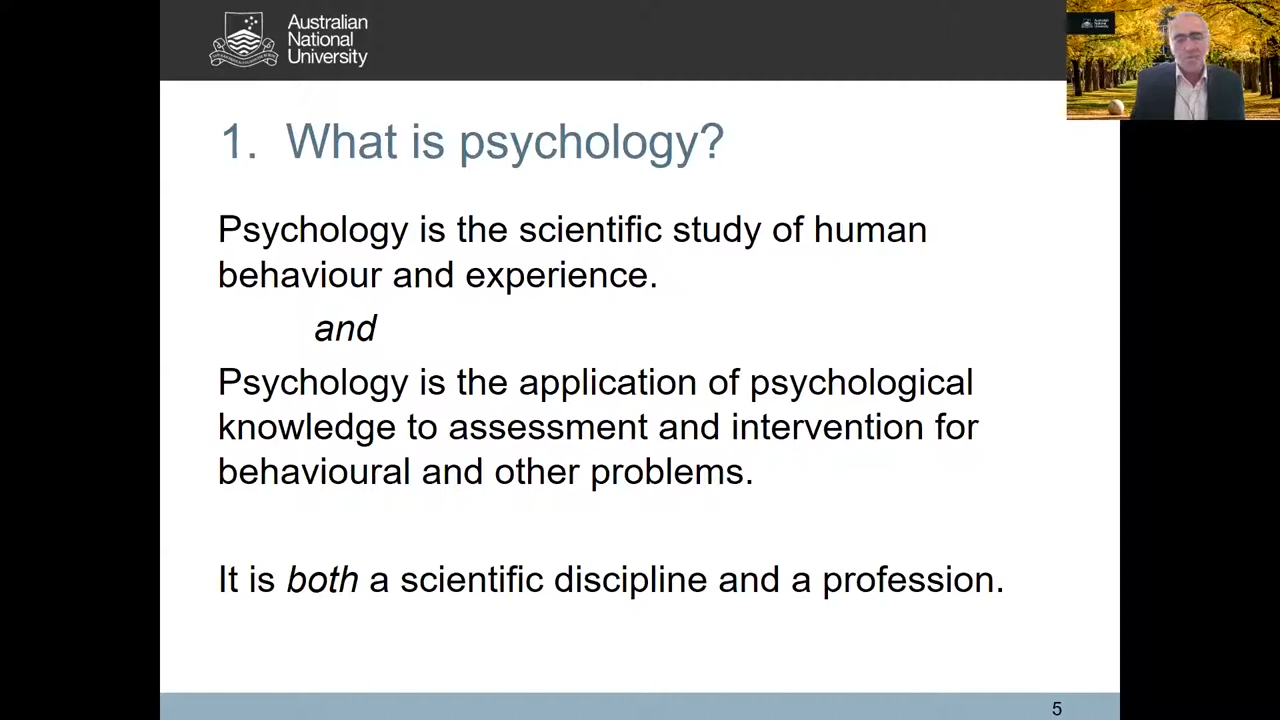 Australian
National
University
1. What is psychology?
Psychology is the scientific study of human
behaviour and experience.
and
Psychology is the application of psychological
knowledge to assessment and intervention for
behavioural and other problems.
It is both a scientific discipline and a profession.
5